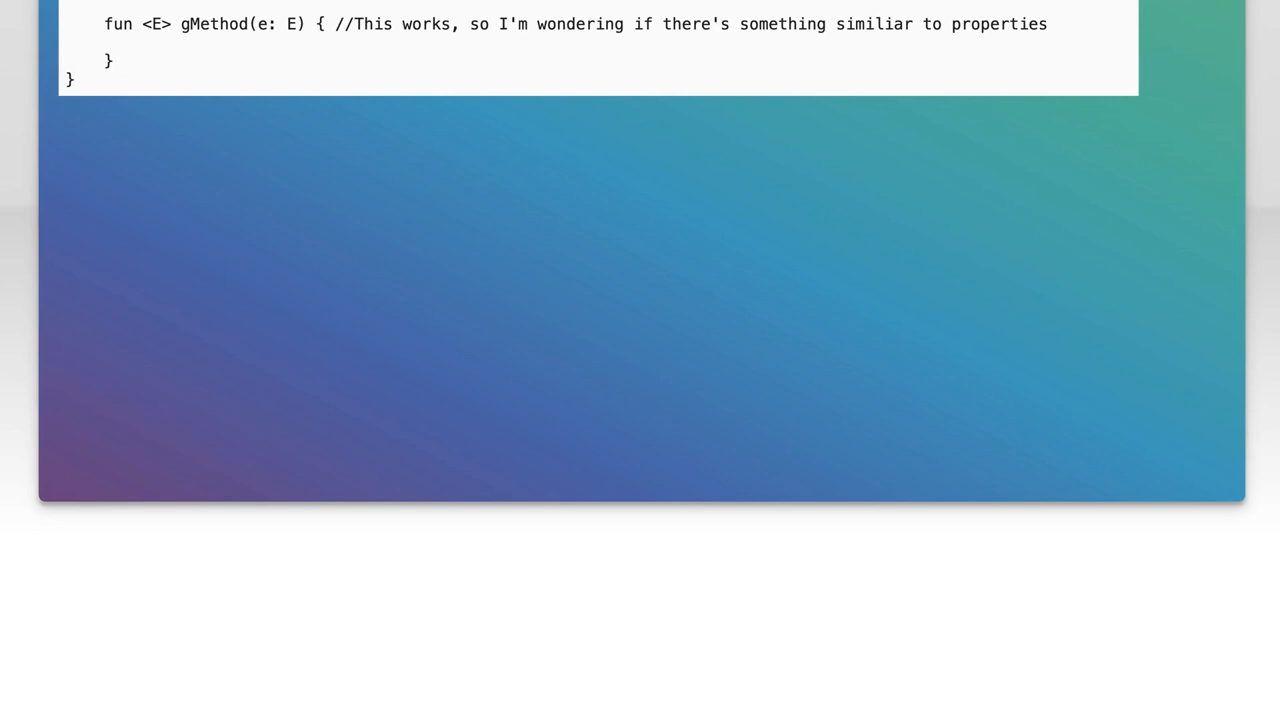 fun <E> gMethod(e: E) { //This works, so I'm wondering if there's something similiar to properties
}
}